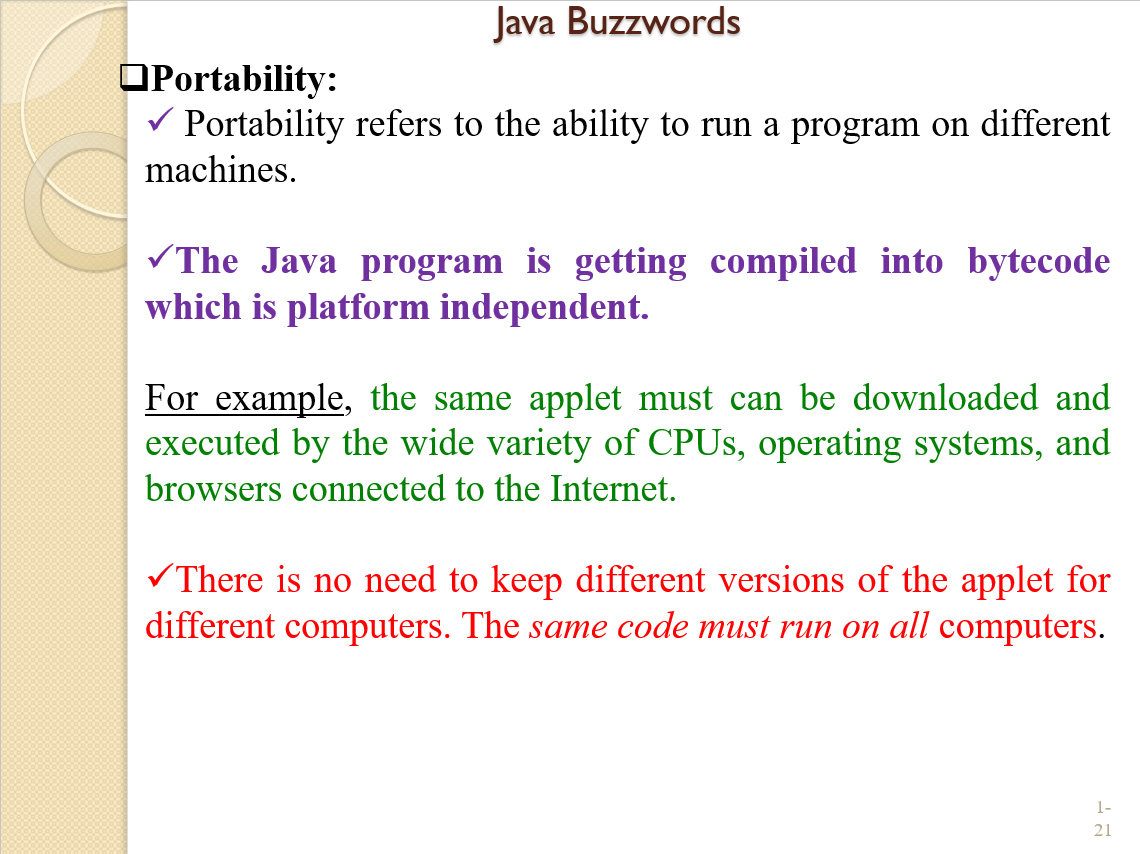 Java Buzzwords
❑Portability:
✓ Portability refers to the ability to run a program on different
machines.
✓The Java program is getting compiled into bytecode
which is platform independent.
For example, the same applet must can be downloaded and
executed by the wide variety of CPUs, operating systems, and
browsers connected to the Internet.
✓There is no need to keep different versions of the applet for
different computers. The same code must run on all computers.
1-
21